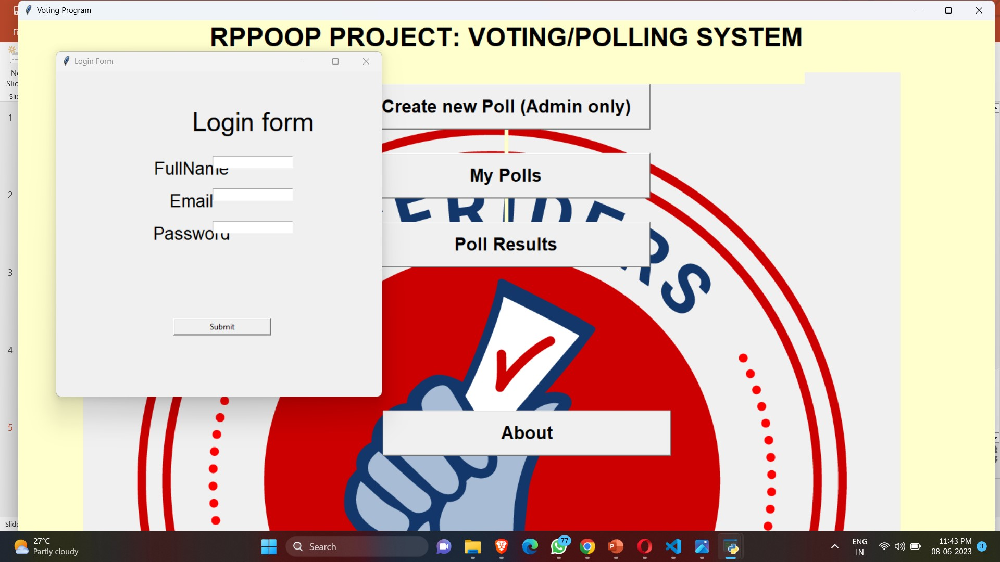 Voting Program
RPPOOP PROJECT: VOTING/POLLING SYSTEM
Login Form
Login form
FullName
Email
Password
Submit
Create new Poll (Admin only)
My Polls
Poll Results
About
1
2
3
4
5
27°C
Partly cloudy
Search
77
ENG
IN
11:43 PM
08-06-2023
3